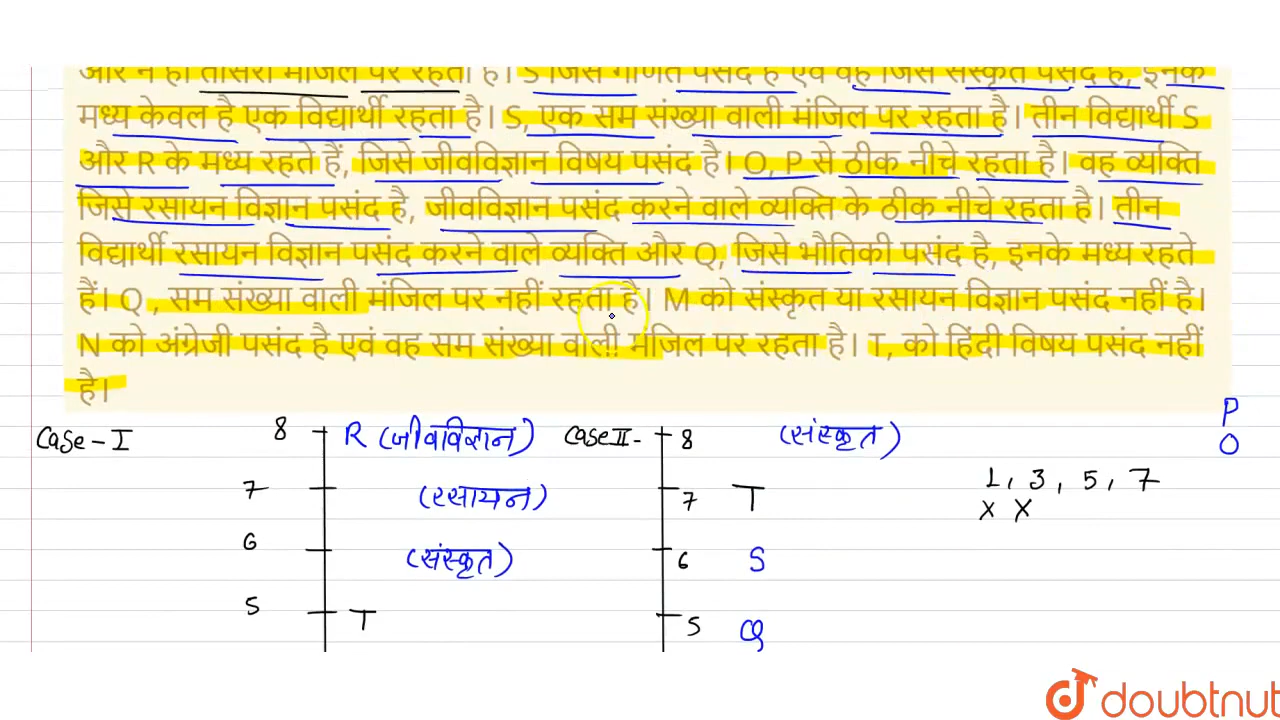 और न ही तीसरी मंजिल पर रहता है। S जिसे गणित पसंद है एवं वह जिसे संस्कृत पसंद है, इनके
मध्य केवल है एक विद्यार्थी रहता है। S, एक सम संख्या वाली मंजिल पर रहता है। तीन विद्यार्थी S
और R के मध्य रहते हैं, जिसे जीवविज्ञान विषय पसंद है। O, P से ठीक नीचे रहता है। वह व्यक्ति
जिसे रसायन विज्ञान पसंद है, जीवविज्ञान पसंद करने वाले व्यक्ति के ठीक नीचे रहता है। तीन
विद्यार्थी रसायन विज्ञान पसंद करने वाले व्यक्ति और Q, जिसे भौतिकी पसंद है, इनके मध्य रहते
हैं। Q , सम संख्या वाली मंजिल पर नहीं रहता है। M को संस्कृत या रसायन विज्ञान पसंद नहीं है।
N को अंग्रेजी पसंद है एवं वह सम संख्या वाली मंजिल पर रहता है। T, को हिंदी विषय पसंद नहीं
है।
P
Case-I 8 R (जीवविज्ञान) Case II- 8 (संस्कृत) O
7 (रसायन) 7 T 1, 3, 5, 7
x x
6 (संस्कृत) 6 S
5 T 5 Q
doubtnut